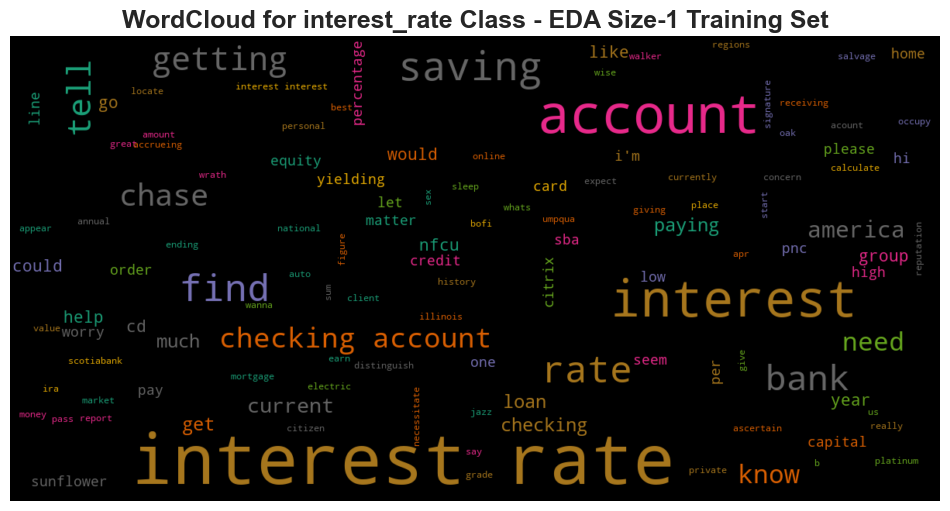 WordCloud for interest_rate Class - EDA Size-1 Training Set
regions
getting
saving
like
walker
salvage
home
wise
tell
percentage
interest interest
locate
line
go
best
account
signature
receiving
personal
acount
occupy
oak
amount
great
accrueing
please
equity
would
online
i'm
hi
calculate
wrath
yielding
card
expect
currently
concern
chase
sex
sleep
let
whats
giving
place
start
annual
matter
bofi
umpqua
paying
america
appear
national
ending
figure
nfcu
sba
pnc
reputation
could
order
credit
citrix
apr
group
low
high
auto
history
find
sum
client
wanna
interest
help
illinois
value
worry
cd
much
checking account
need
scotiabank
earn
distinguish
one
seem
per
give
mortgage
electric
rate
bank
ira
pay
market
current
loan
year
us
money
pass
report
get
citizen
necessitate
jazz
checking
ascertain
really
capital
interest rate
say
grade
private
know
b
platinum
sunflower